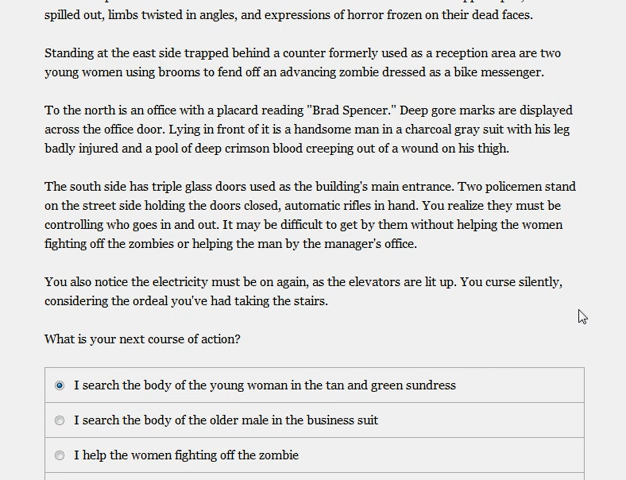 spilled out, limbs twisted in angles, and expressions of horror frozen on their dead faces.
Standing at the east side trapped behind a counter formerly used as a reception area are two
young women using brooms to fend off an advancing zombie dressed as a bike messenger.
To the north is an office with a placard reading "Brad Spencer." Deep gore marks are displayed
across the office door. Lying in front of it is a handsome man in a charcoal gray suit with his leg
badly injured and a pool of deep crimson blood creeping out of a wound on his thigh.
The south side has triple glass doors used as the building's main entrance. Two policemen stand
on the street side holding the doors closed, automatic rifles in hand. You realize they must be
controlling who goes in and out. It may be difficult to get by them without helping the women
fighting off the zombies or helping the man by the manager's office.
You also notice the electricity must be on again, as the elevators are lit up. You curse silently,
considering the ordeal you've had taking the stairs.
What is your next course of action?
I search the body of the young woman in the tan and green sundress
I search the body of the older male in the business suit
I help the women fighting off the zombie